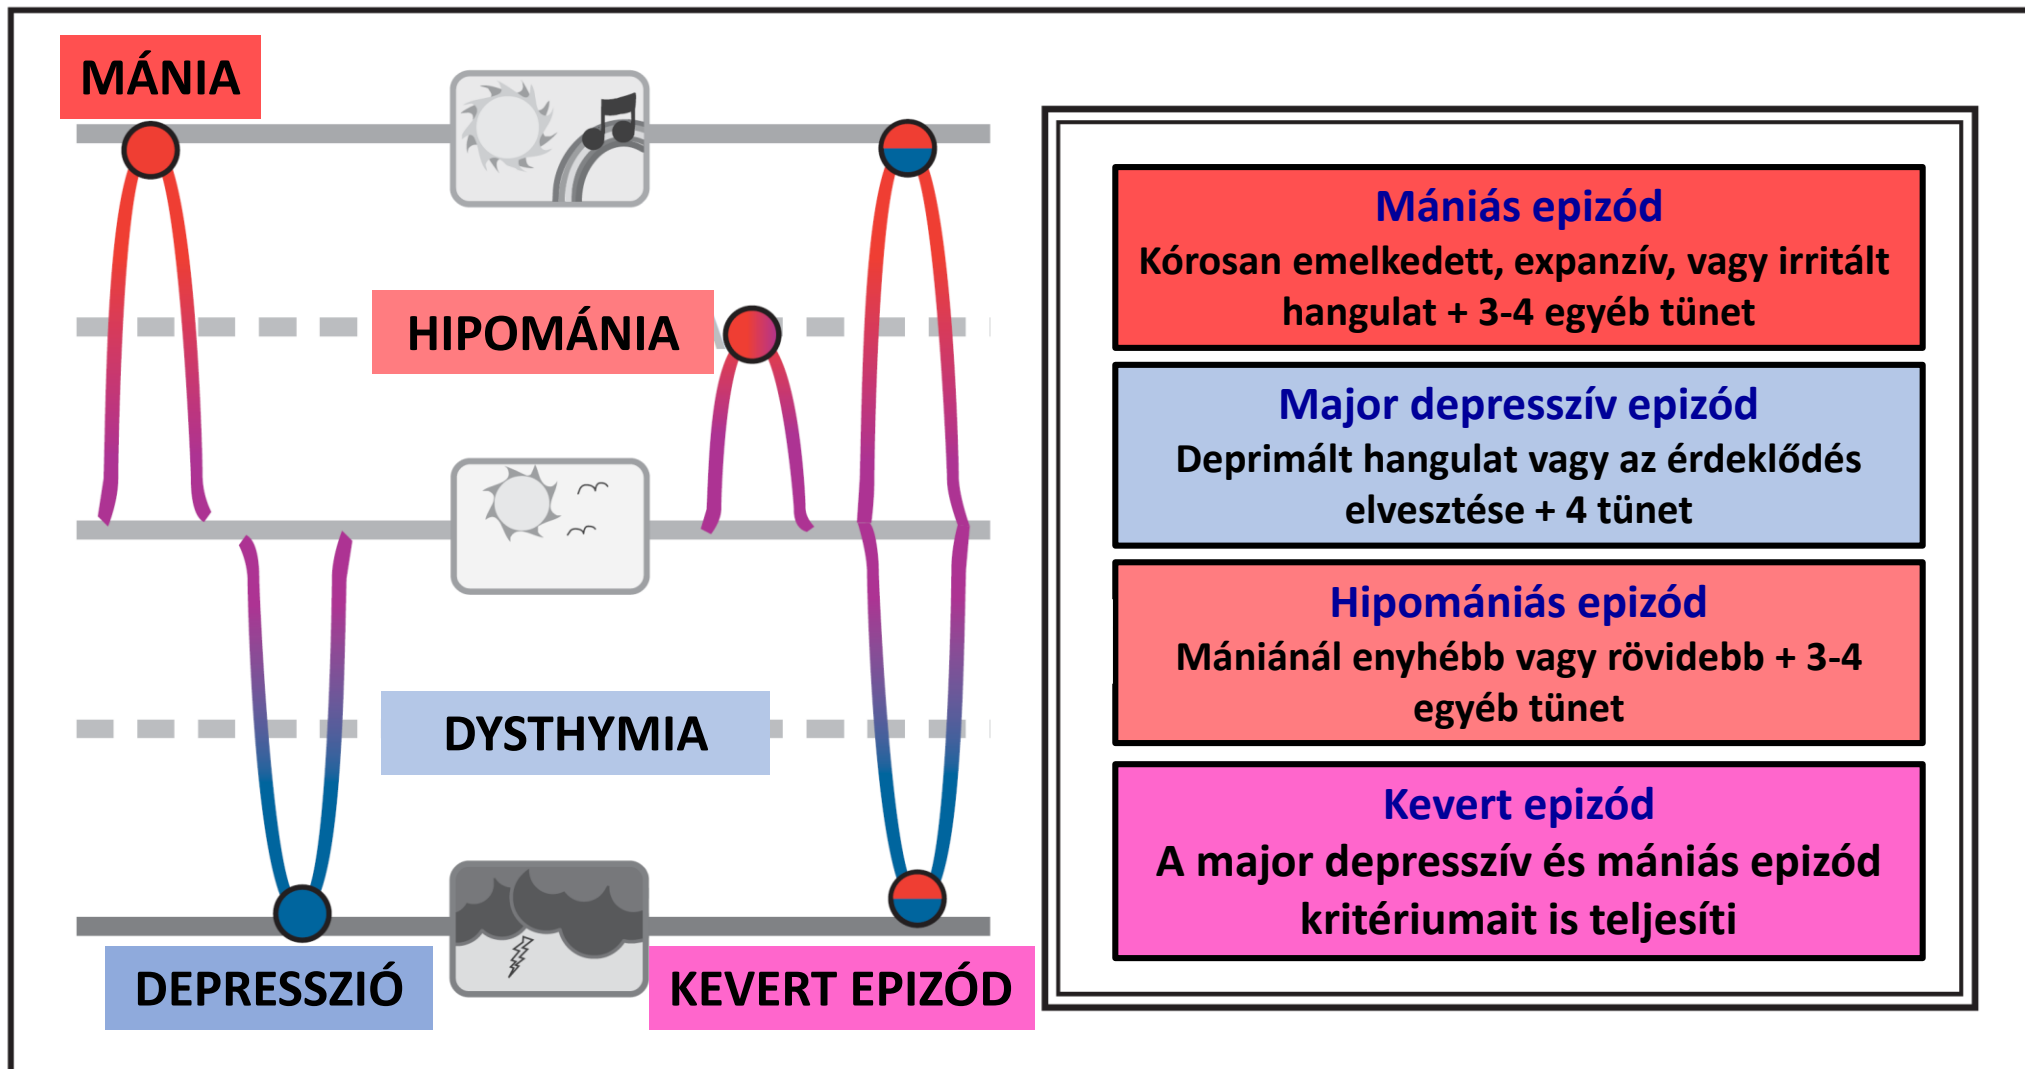 MÁNIA
HIPOMÁNIA
DYSTHYMIA
DEPRESSZIÓ
KEVERT EPIZÓD
Mániás epizód
Kórosan emelkedett, expanzív, vagy irritált
hangulat + 3-4 egyéb tünet
Major depresszív epizód
Deprimált hangulat vagy az érdeklődés
elvesztése + 4 tünet
Hipomániás epizód
Mániánál enyhébb vagy rövidebb + 3-4
egyéb tünet
Kevert epizód
A major depresszív és mániás epizód
kritériumait is teljesíti